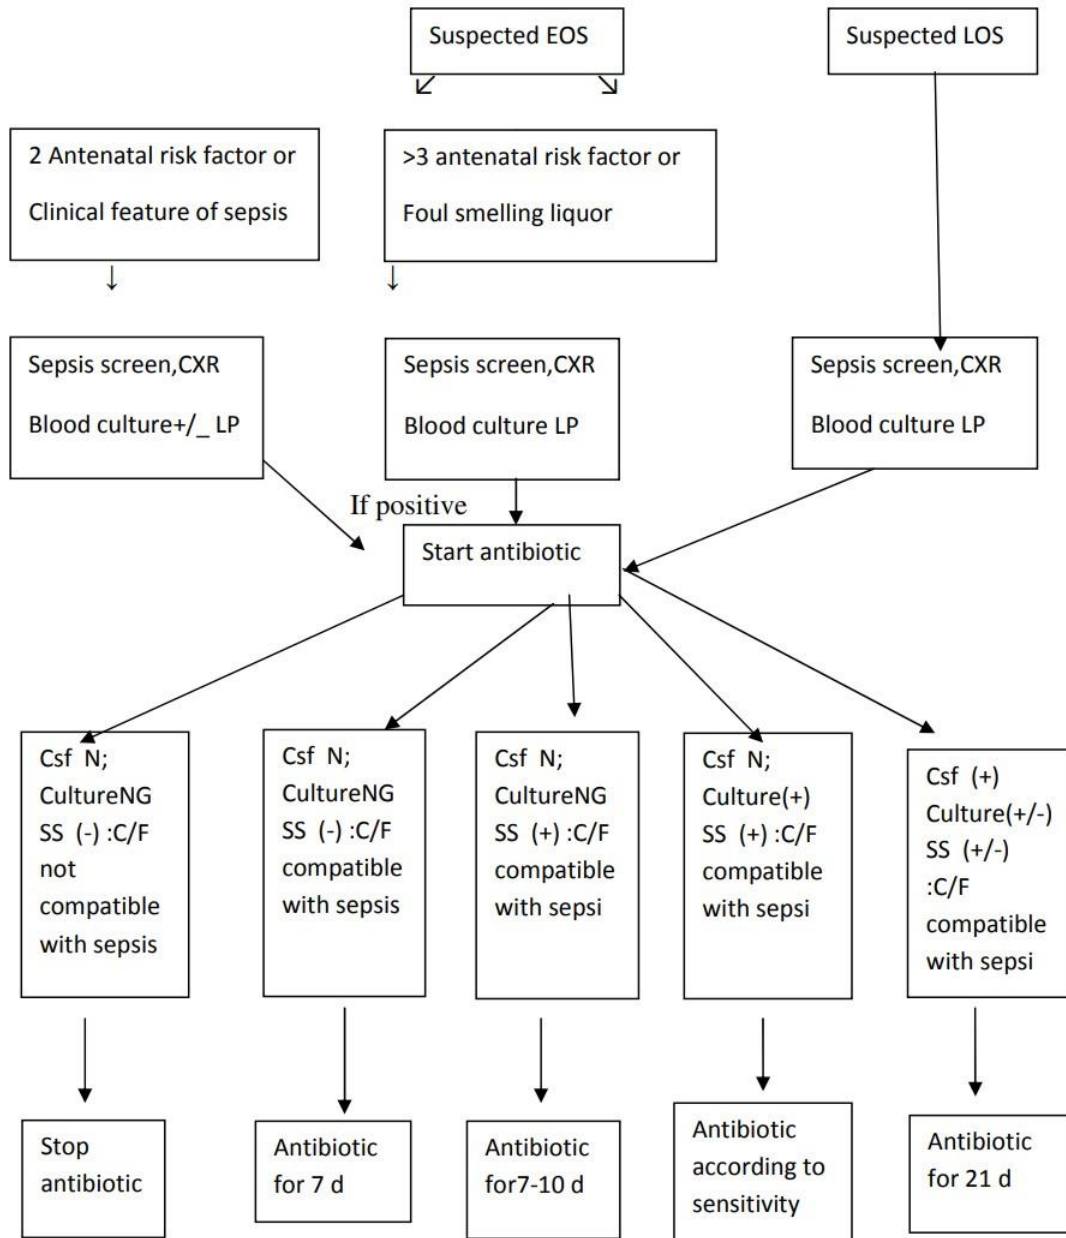 Suspected EOS
Suspected LOS
2 Antenatal risk factor or
Clinical feature of sepsis
>3 antenatal risk factor or
Foul smelling liquor
Sepsis screen,CXR
Blood culture+/_ LP
Sepsis screen,CXR
Blood culture LP
Sepsis screen,CXR
Blood culture LP
If positive
Start antibiotic
Csf N;
CultureNG
SS (-) :C/F
not
compatible
with sepsis
Csf N;
CultureNG
SS (-) :C/F
compatible
with sepsis
Csf N;
CultureNG
SS (+) :C/F
compatible
with sepsi
Csf N;
Culture(+)
SS (+) :C/F
compatible
with sepsi
Csf (+)
Culture(+/-)
SS (+/-)
:C/F
compatible
with sepsi
Stop
antibiotic
Antibiotic
for 7 d
Antibiotic
for7-10 d
Antibiotic
according to
sensitivity
Antibiotic
for 21 d